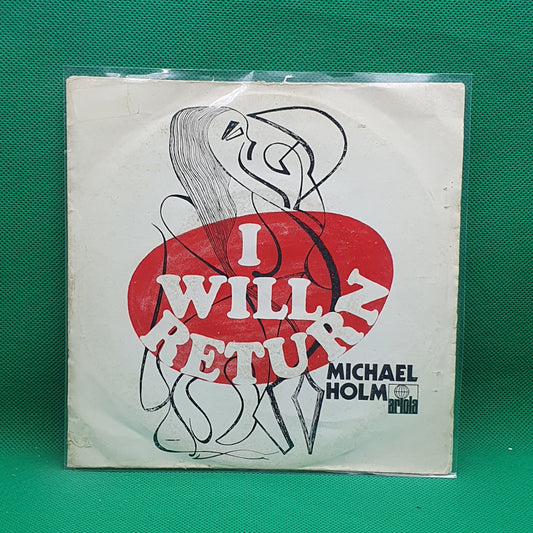 I
WILL
RETURN
MICHAEL
HOLM
ariola